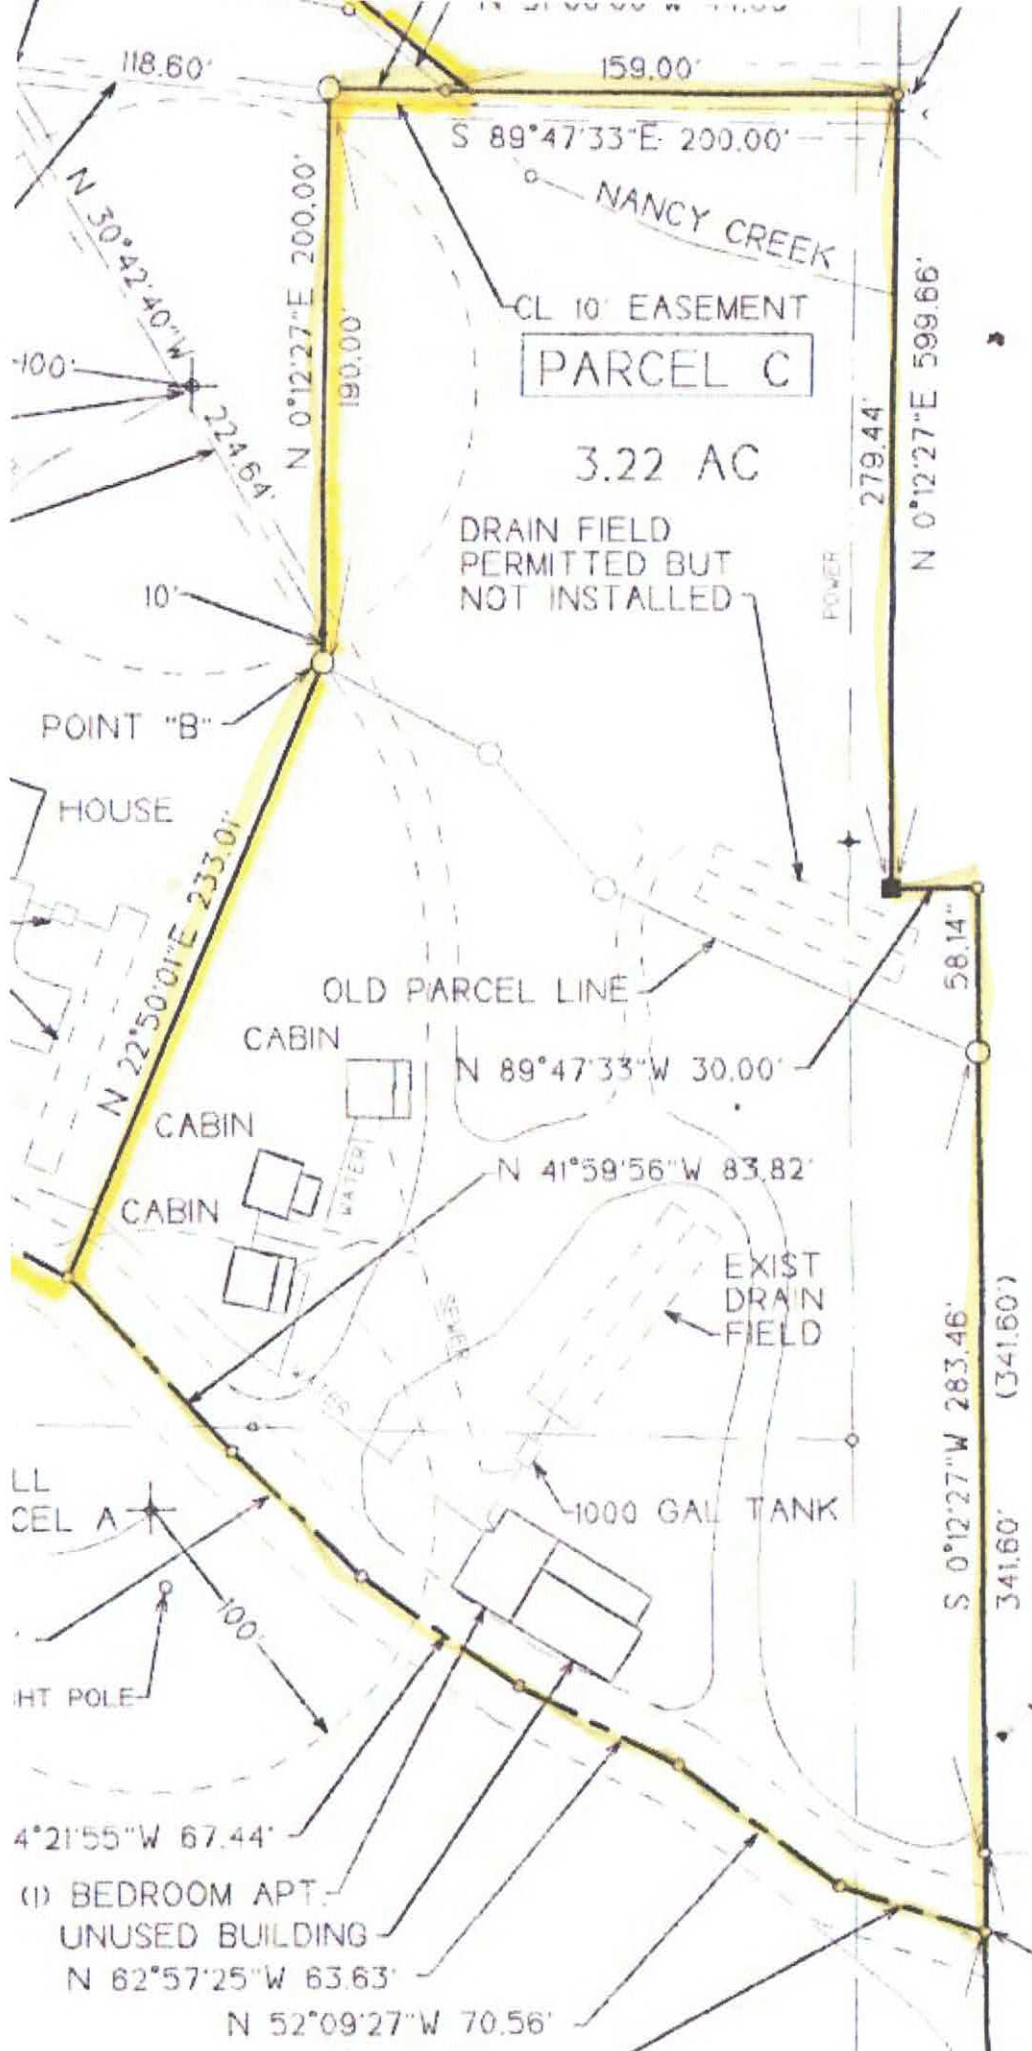 118.60'
159.00'
S 89°47'33"E 200.00'
NANCY CREEK
N 30°42'40"W
224.64'
N 0°12'27"E 200.00'
190.00'
CL 10' EASEMENT
PARCEL C
3.22 AC
N 0°12'27"E 599.66'
279.44'
100'
DRAIN FIELD
PERMITTED BUT
NOT INSTALLED
POWER
10'
POINT "B"
HOUSE
N 22°50'01"E 233.01'
58.14"
OLD PARCEL LINE
CABIN
N 89°47'33"W 30.00'
CABIN
WATER
N 41°59'56"W 83.82'
CABIN
EXIST
DRAIN
FIELD
SEWER
WATER
S 0°12'27"W 283.46'
(341.60')
341.60'
LL
CEL A
1000 GAL TANK
100'
HT POLE
4°21'55"W 67.44'
(1) BEDROOM APT.
UNUSED BUILDING
N 62°57'25"W 63.63'
N 52°09'27"W 70.56'